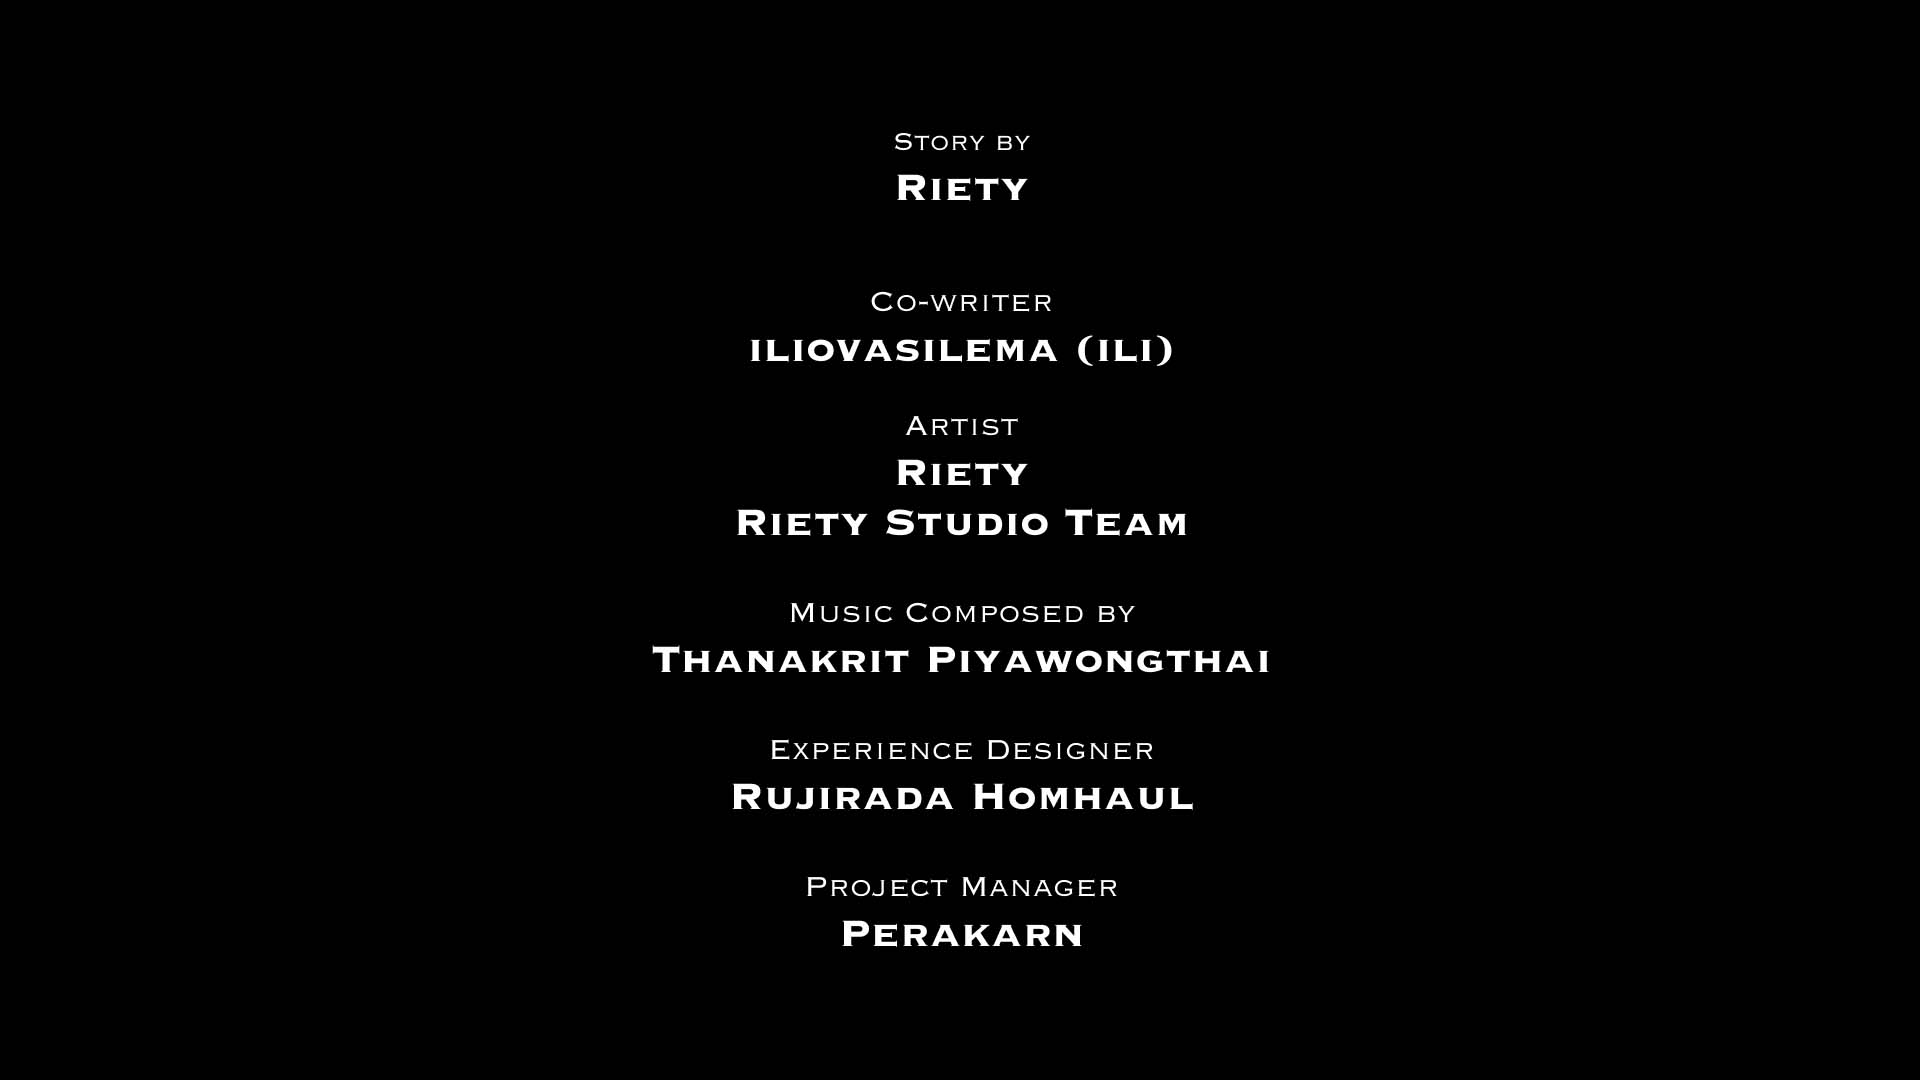 Story by
Riety
Co-writer
iliovasilema (ili)
Artist
Riety
Riety Studio Team
Music Composed by
Thanakrit Piyawongthai
Experience Designer
Rujirada Homhaul
Project Manager
Perakarn